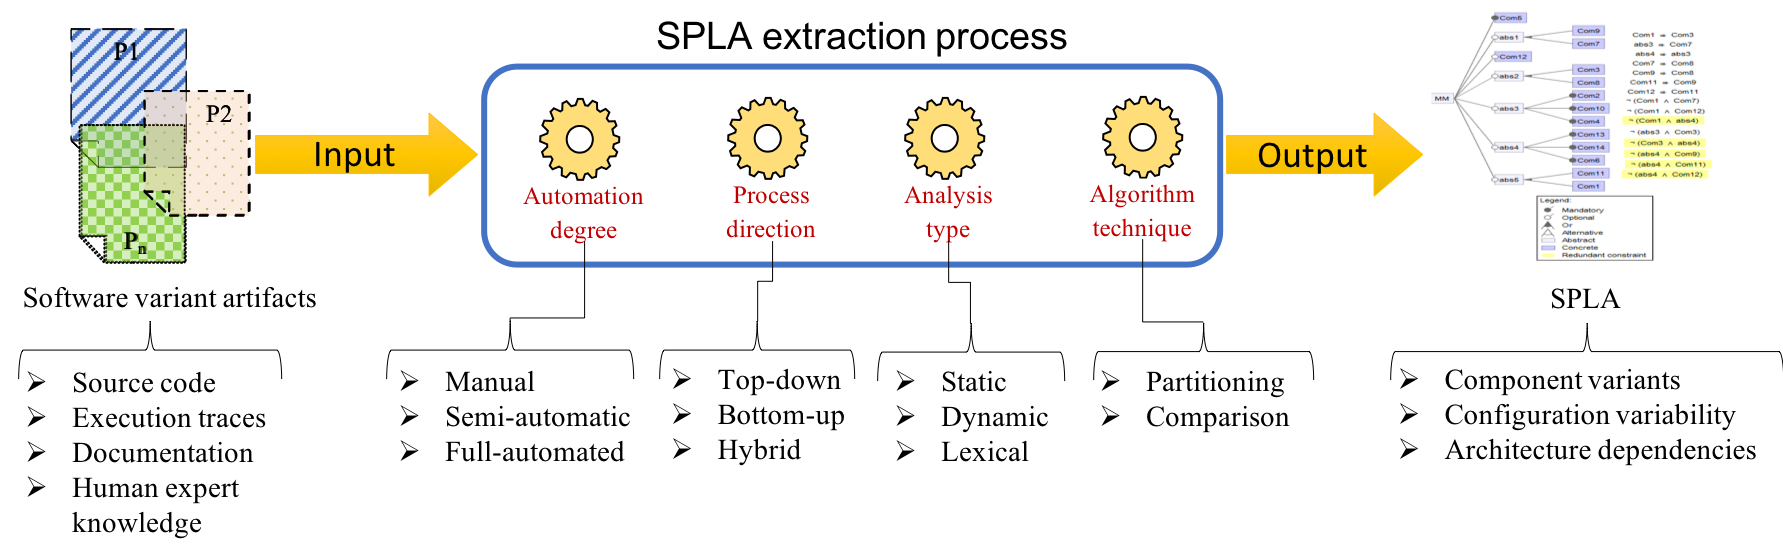 SPLA extraction process
P1
P2
Pn
Input
Automation
degree
Process
direction
Analysis
type
Algorithm
technique
Output
MM
Com6
abs1
Com9
Com7
Com12
abs2
Com3
Com8
abs3
Com2
Com10
Com4
abs4
Com13
Com14
Com6
abs5
Com11
Com1
Com1 ⇒ Com3
abs3 ⇒ Com7
abs4 ⇒ abs3
Com7 ⇒ Com8
Com9 ⇒ Com8
Com11 ⇒ Com9
Com12 ⇒ Com11
¬ (Com1 ∧ Com7)
¬ (Com1 ∧ Com12)
¬ (Com1 ∧ abs4)
¬ (abs3 ∧ Com3)
¬ (Com3 ∧ abs4)
¬ (abs4 ∧ Com9)
¬ (abs4 ∧ Com11)
¬ (abs4 ∧ Com12)
Legend:
Mandatory
Optional
Or
Alternative
Abstract
Concrete
Redundant constraint
Software variant artifacts
➢ Source code
➢ Execution traces
➢ Documentation
➢ Human expert
knowledge
➢ Manual
➢ Semi-automatic
➢ Full-automated
➢ Top-down
➢ Bottom-up
➢ Hybrid
➢ Static
➢ Dynamic
➢ Lexical
➢ Partitioning
➢ Comparison
SPLA
➢ Component variants
➢ Configuration variability
➢ Architecture dependencies